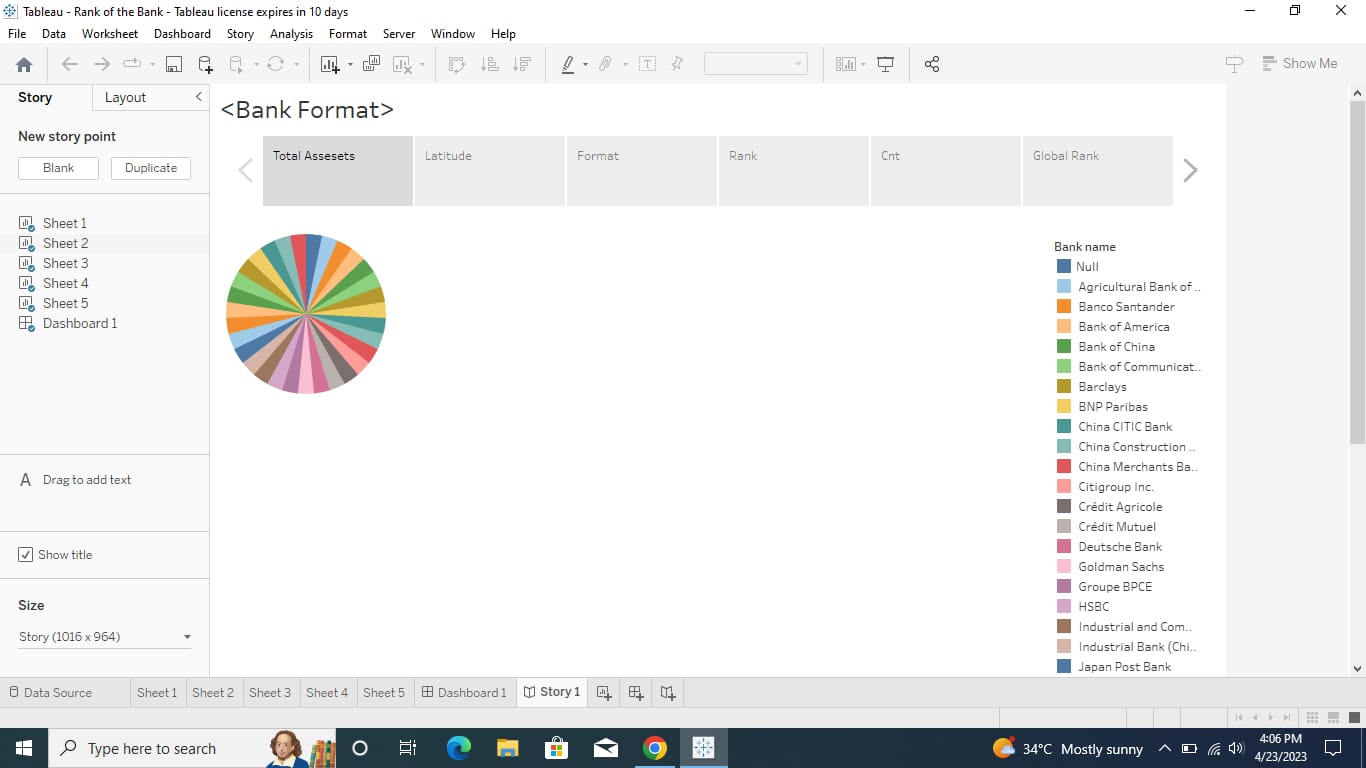 Tableau - Rank of the Bank - Tableau license expires in 10 days
File Data Worksheet Dashboard Story Analysis Format Server Window Help
Show Me
Story Layout
New story point
Blank Duplicate
Sheet 1
Sheet 2
Sheet 3
Sheet 4
Sheet 5
Dashboard 1
A Drag to add text
Show title
Size
Story (1016 x 964)
<Bank Format>
Total Assesets Latitude Format Rank Cnt Global Rank
Bank name
Null
Agricultural Bank of ..
Banco Santander
Bank of America
Bank of China
Bank of Communicat..
Barclays
BNP Paribas
China CITIC Bank
China Construction ..
China Merchants Ba..
Citigroup Inc.
Crédit Agricole
Crédit Mutuel
Deutsche Bank
Goldman Sachs
Groupe BPCE
HSBC
Industrial and Com..
Industrial Bank (Chi..
Japan Post Bank
Data Source Sheet 1 Sheet 2 Sheet 3 Sheet 4 Sheet 5 Dashboard 1 Story 1
Type here to search
34°C Mostly sunny
4:06 PM
4/23/2023